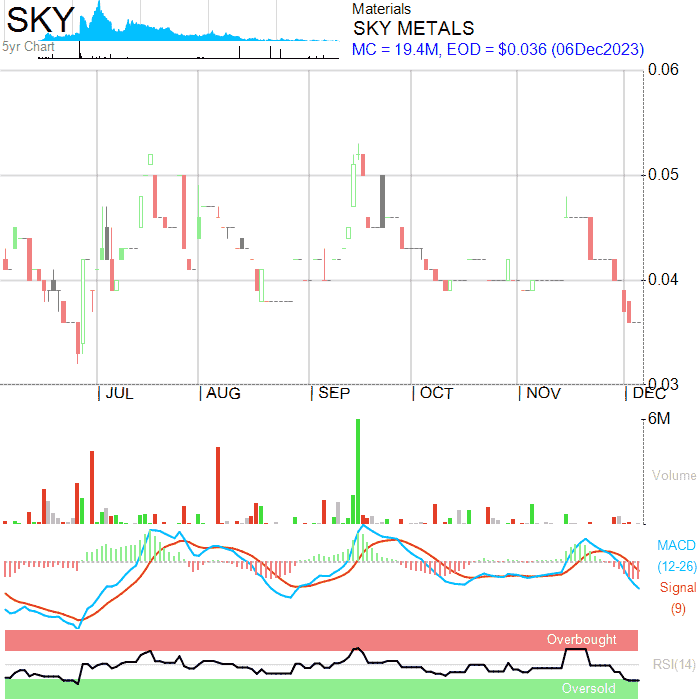 SKY
5yr Chart
Materials
SKY METALS
MC = 19.4M, EOD = $0.036 (06Dec2023)
0.06
0.05
0.04
0.03
JUL AUG SEP OCT NOV DEC
6M
Volume
MACD
(12-26)
Signal
(9)
Overbought
RSI(14)
Oversold